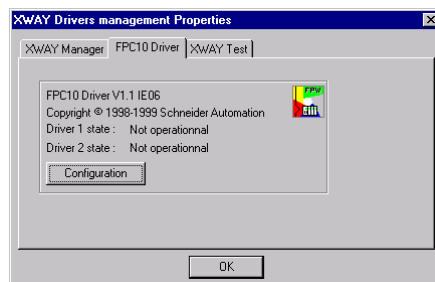 XWAY Drivers management Properties
XWAY Manager FPC10 Driver XWAY Test
FPW
FPC10 Driver V1.1 IE06
Copyright © 1998-1999 Schneider Automation
Driver 1 state : Not operationnal
Driver 2 state : Not operationnal
Configuration
OK